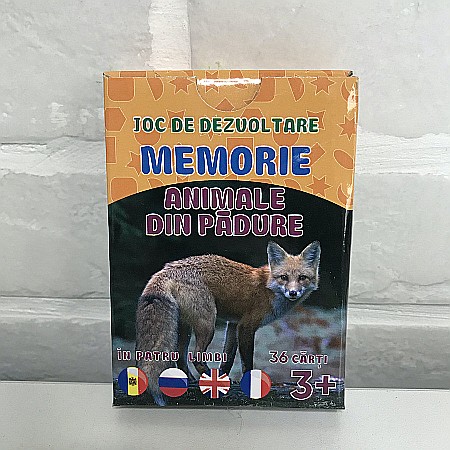 JOC DE DEZVOLTARE
MEMORIE
ANIMALE
DIN PĂDURE
ÎN PATRU LIMBI
36 CĂRȚI
3+